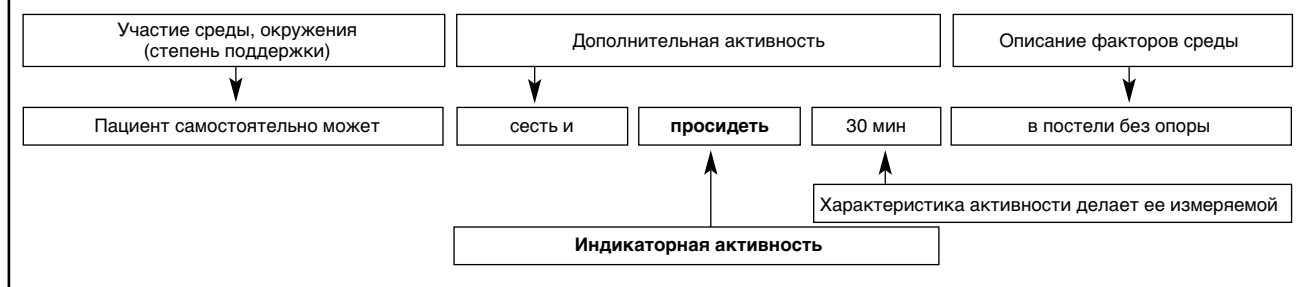 Участие среды, окружения
(степень поддержки)
Дополнительная активность
Описание факторов среды
Пациент самостоятельно может
сесть и
просидеть
30 мин
в постели без опоры
Характеристика активности делает ее измеряемой
Индикаторная активность